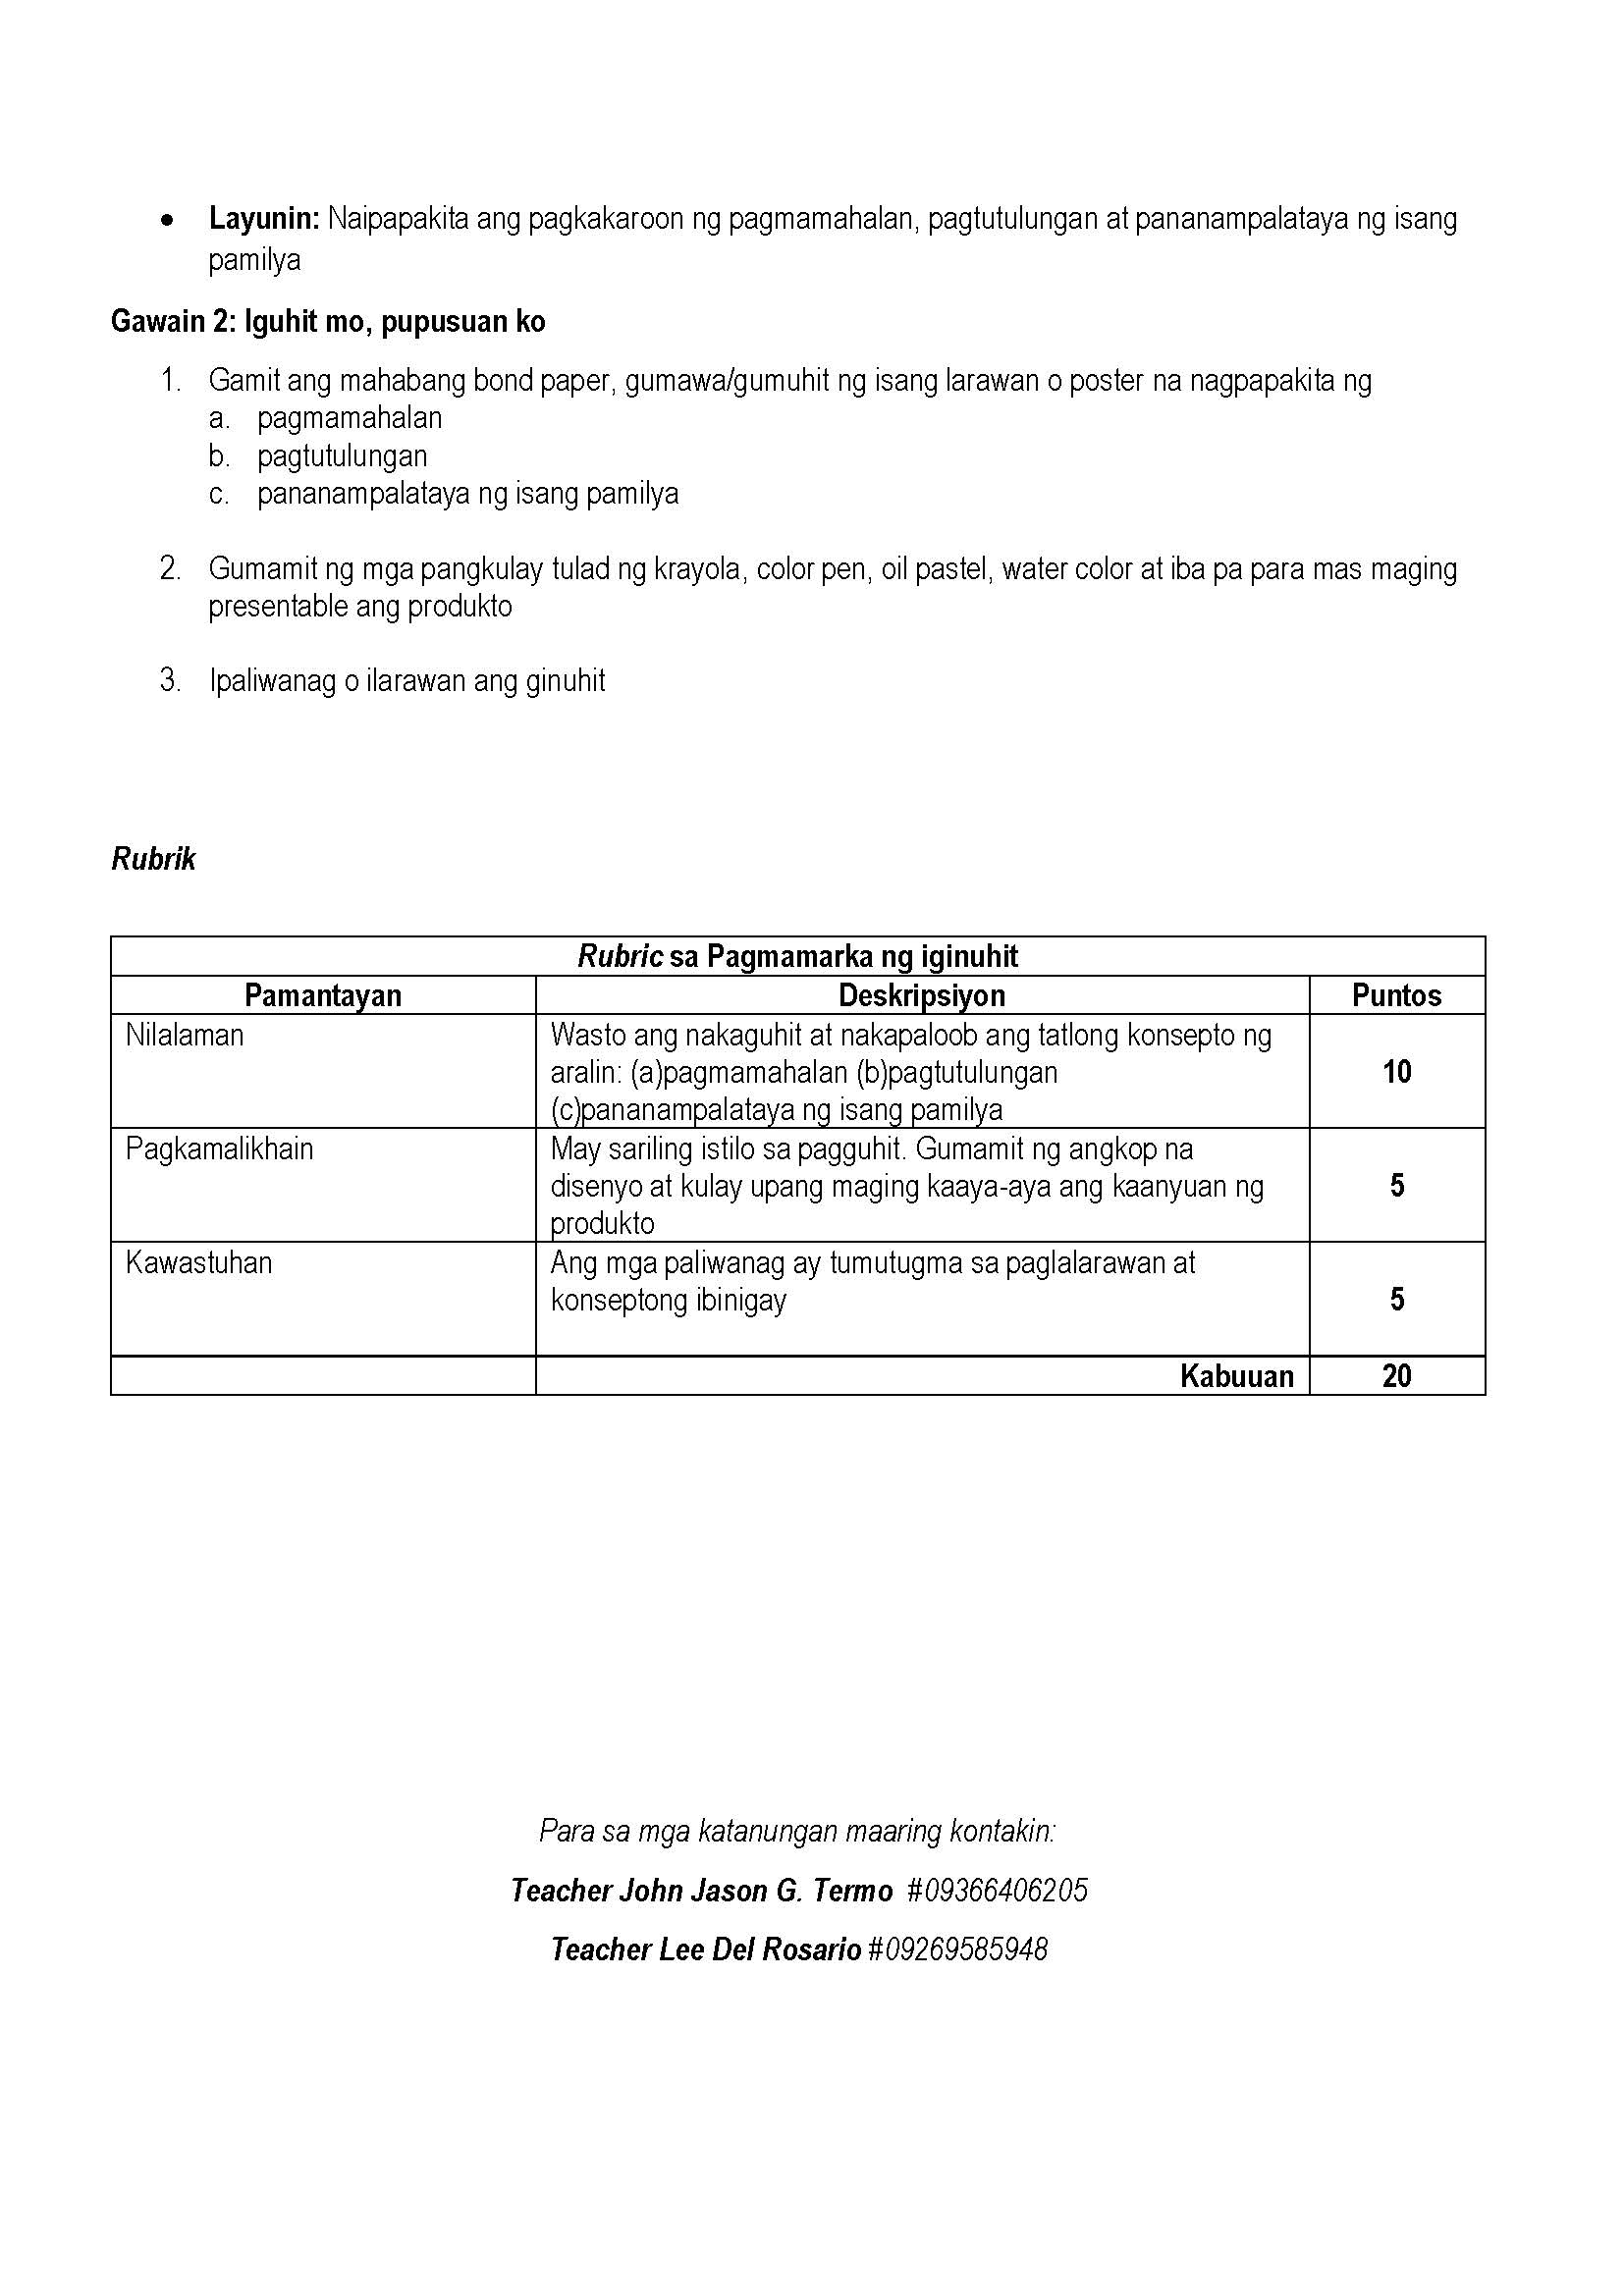 • Layunin: Naipapakita ang pagkakaroon ng pagmamahalan, pagtutulungan at pananampalataya ng isang
pamilya
Gawain 2: Iguhit mo, pupusuan ko
1. Gamit ang mahabang bond paper, gumawa/gumuhit ng isang larawan o poster na nagpapakita ng
a. pagmamahalan
b. pagtutulungan
c. pananampalataya ng isang pamilya
2. Gumamit ng mga pangkulay tulad ng krayola, color pen, oil pastel, water color at iba pa para mas maging
presentable ang produkto
3. Ipaliwanag o ilarawan ang ginuhit
Rubrik
Rubric sa Pagmamarka ng iginuhit
Pamantayan Deskripsiyon Puntos
Nilalaman Wasto ang nakaguhit at nakapaloob ang tatlong konsepto ng
aralin: (a)pagmamahalan (b)pagtutulungan 10
(c)pananampalataya ng isang pamilya
Pagkamalikhain May sariling istilo sa pagguhit. Gumamit ng angkop na
disenyo at kulay upang maging kaaya-aya ang kaanyuan ng 5
produkto
Kawastuhan Ang mga paliwanag ay tumutugma sa paglalarawan at
konseptong ibinigay 5
Kabuuan 20
Para sa mga katanungan maaring kontakin:
Teacher John Jason G. Termo #09366406205
Teacher Lee Del Rosario #09269585948